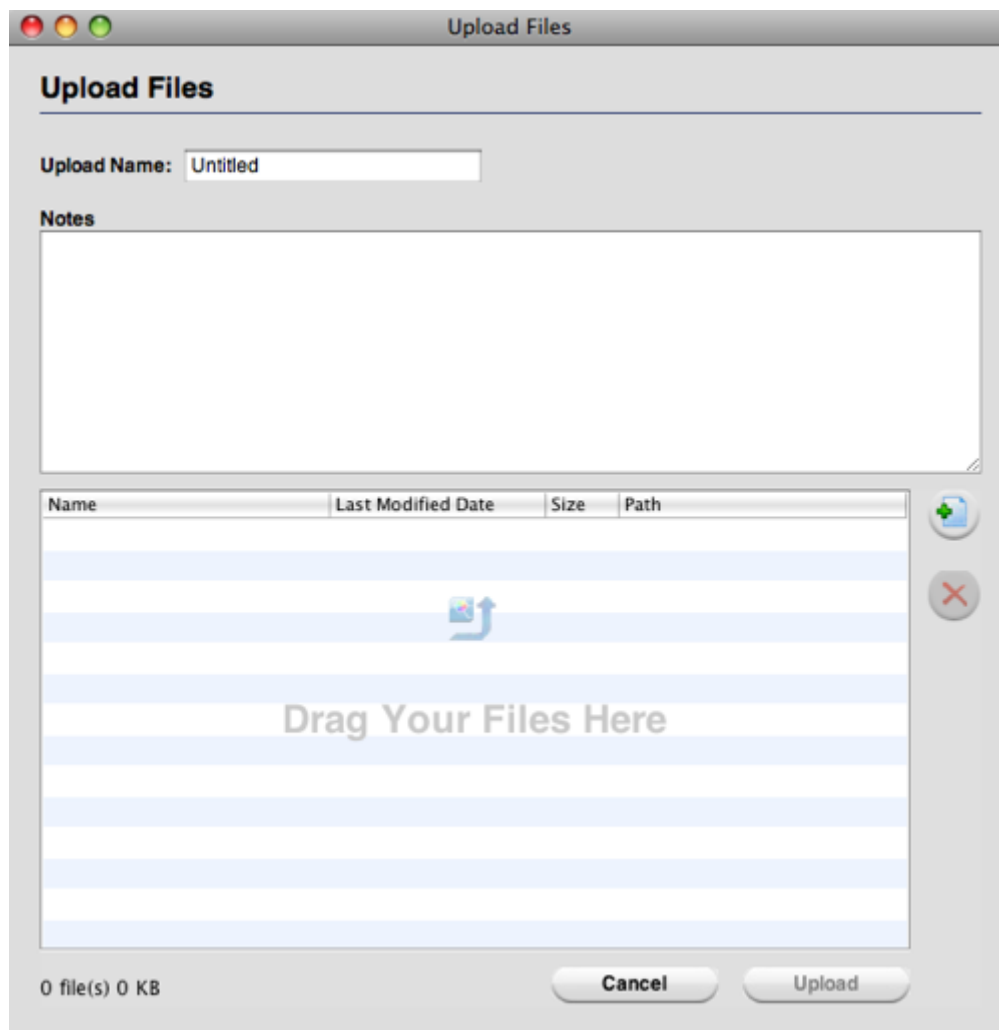 Upload Files
Upload Files
Upload Name: Untitled
Notes
Name Last Modified Date Size Path
Drag Your Files Here
0 file(s) 0 KB Cancel Upload